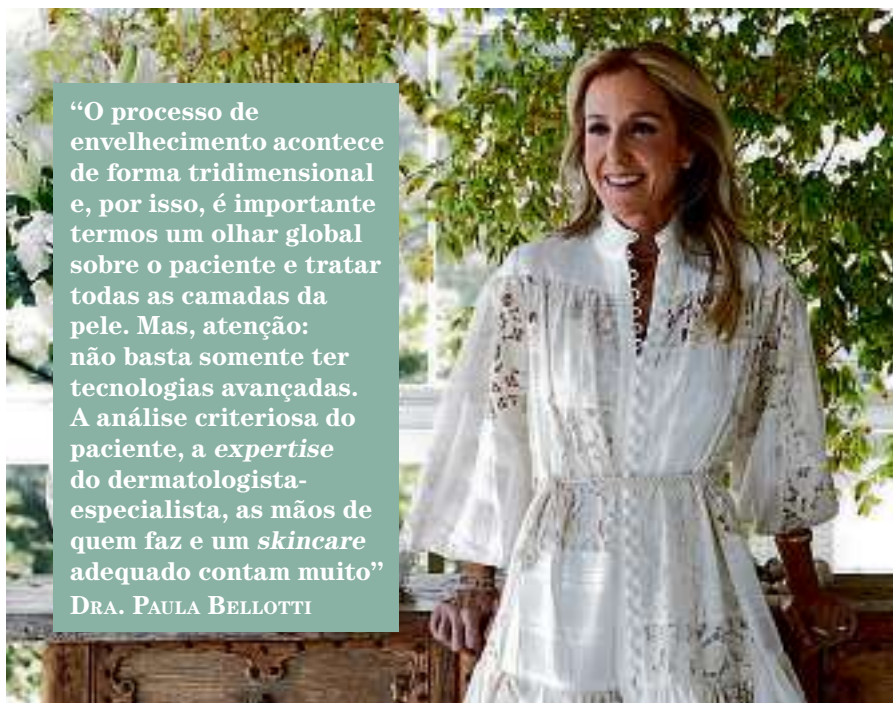 “O processo de
envelhecimento acontece
de forma tridimensional
e, por isso, é importante
termos um olhar global
sobre o paciente e tratar
todas as camadas da
pele. Mas, atenção:
não basta somente ter
tecnologias avançadas.
A análise criteriosa do
paciente, a expertise
do dermatologista-
especialista, as mãos de
quem faz e um skincare
adequado contam muito”
Dra. Paula Bellotti